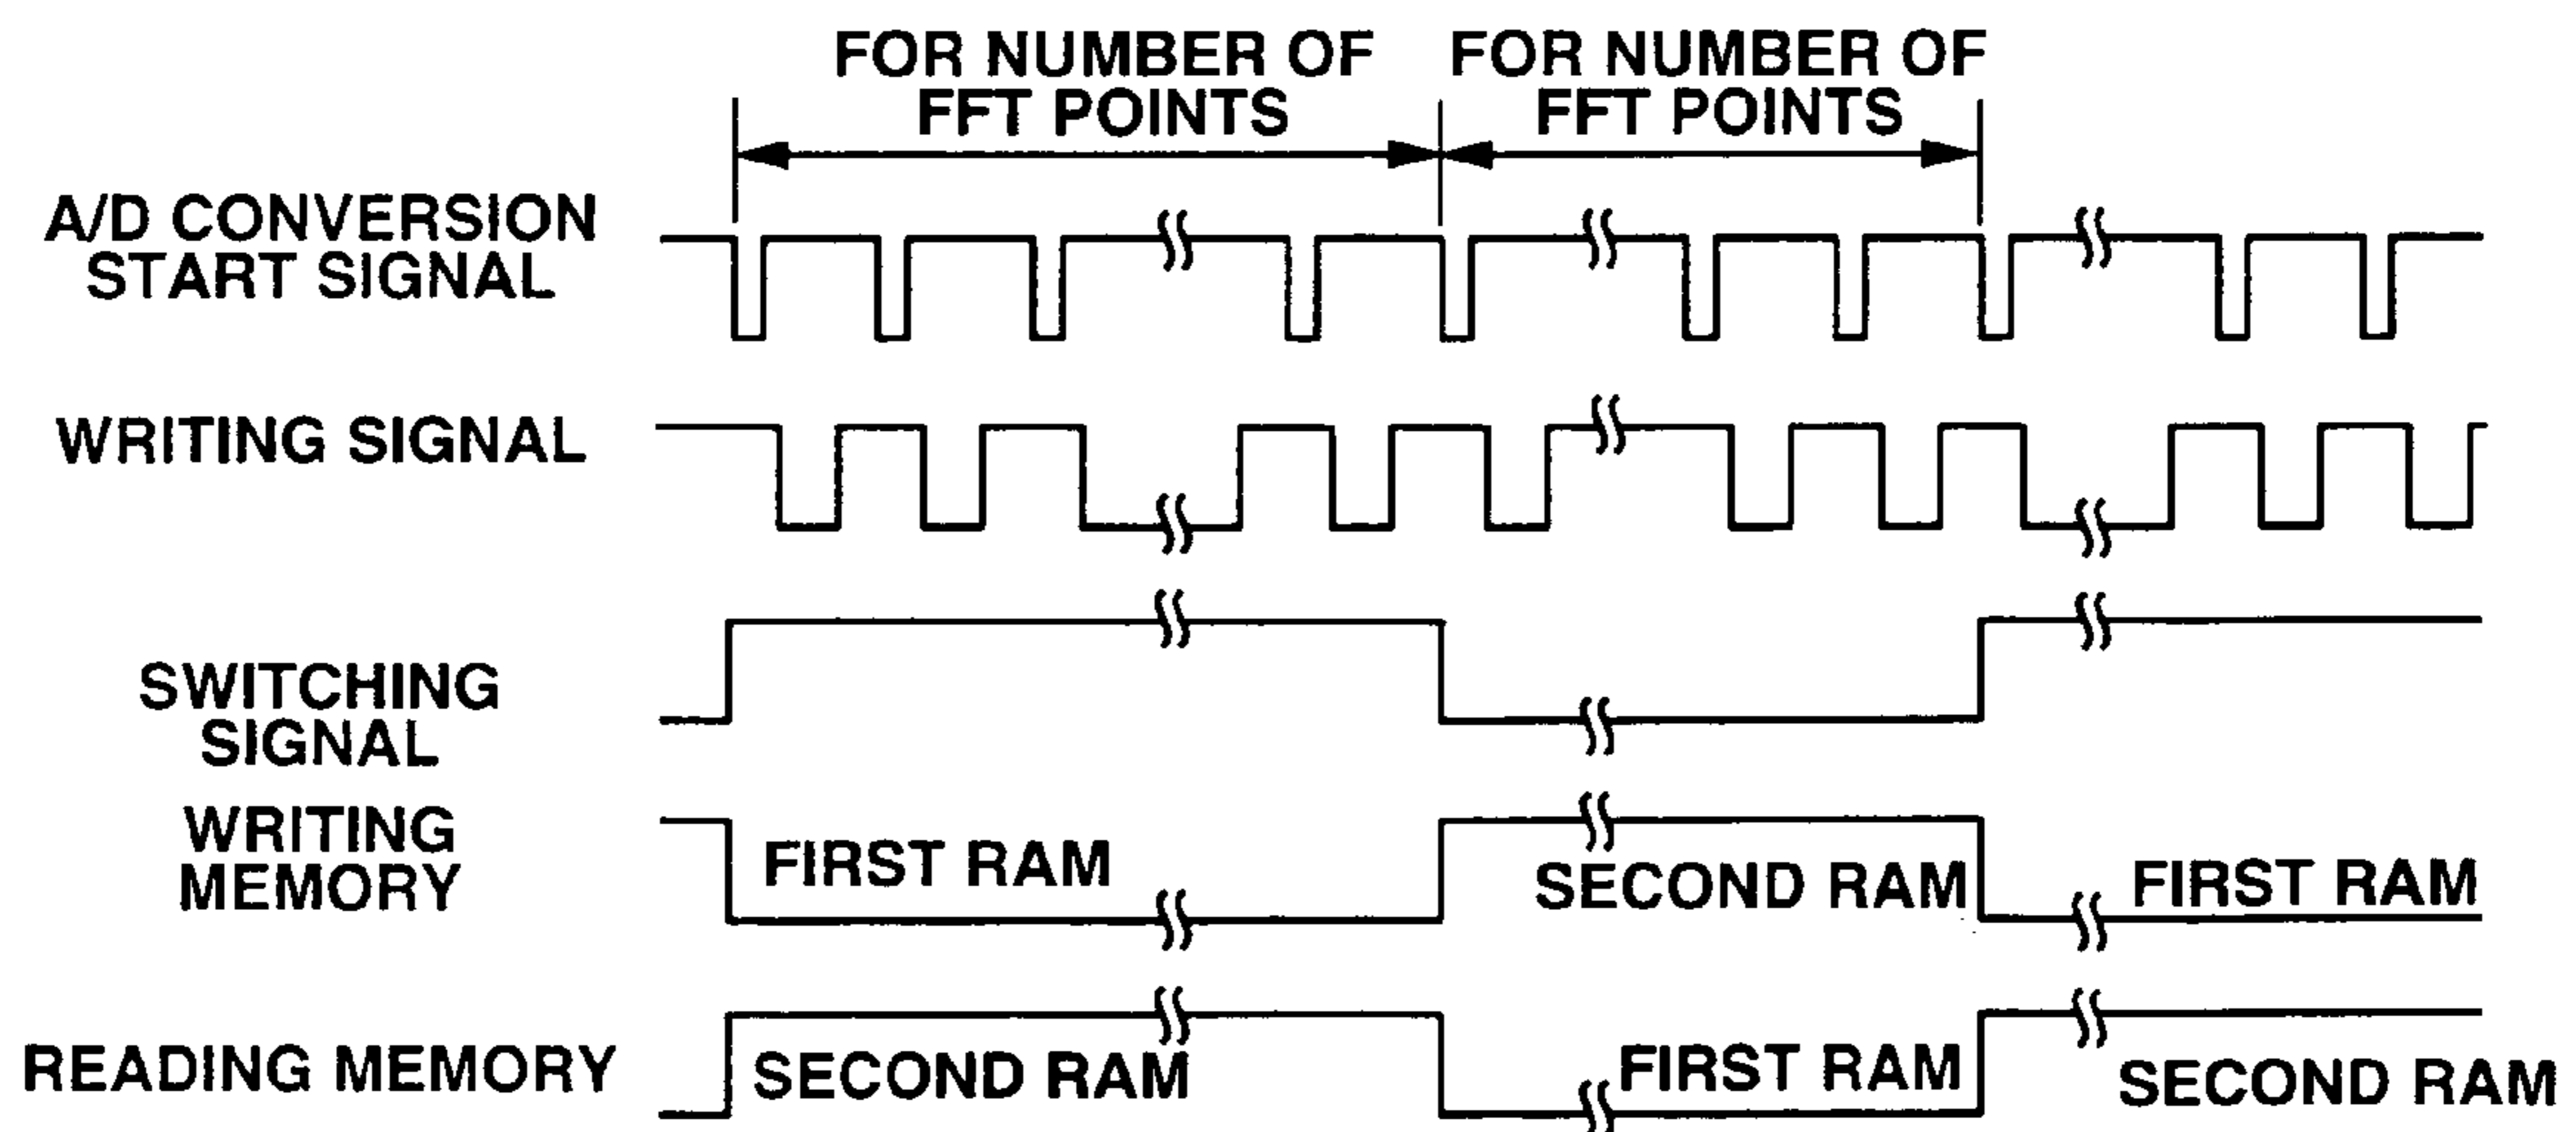 FOR NUMBER OF
FFT POINTS
FOR NUMBER OF
FFT POINTS
A/D CONVERSION
START SIGNAL
WRITING SIGNAL
SWITCHING
SIGNAL
WRITING
MEMORY
FIRST RAM
SECOND RAM
FIRST RAM
READING MEMORY
SECOND RAM
FIRST RAM
SECOND RAM